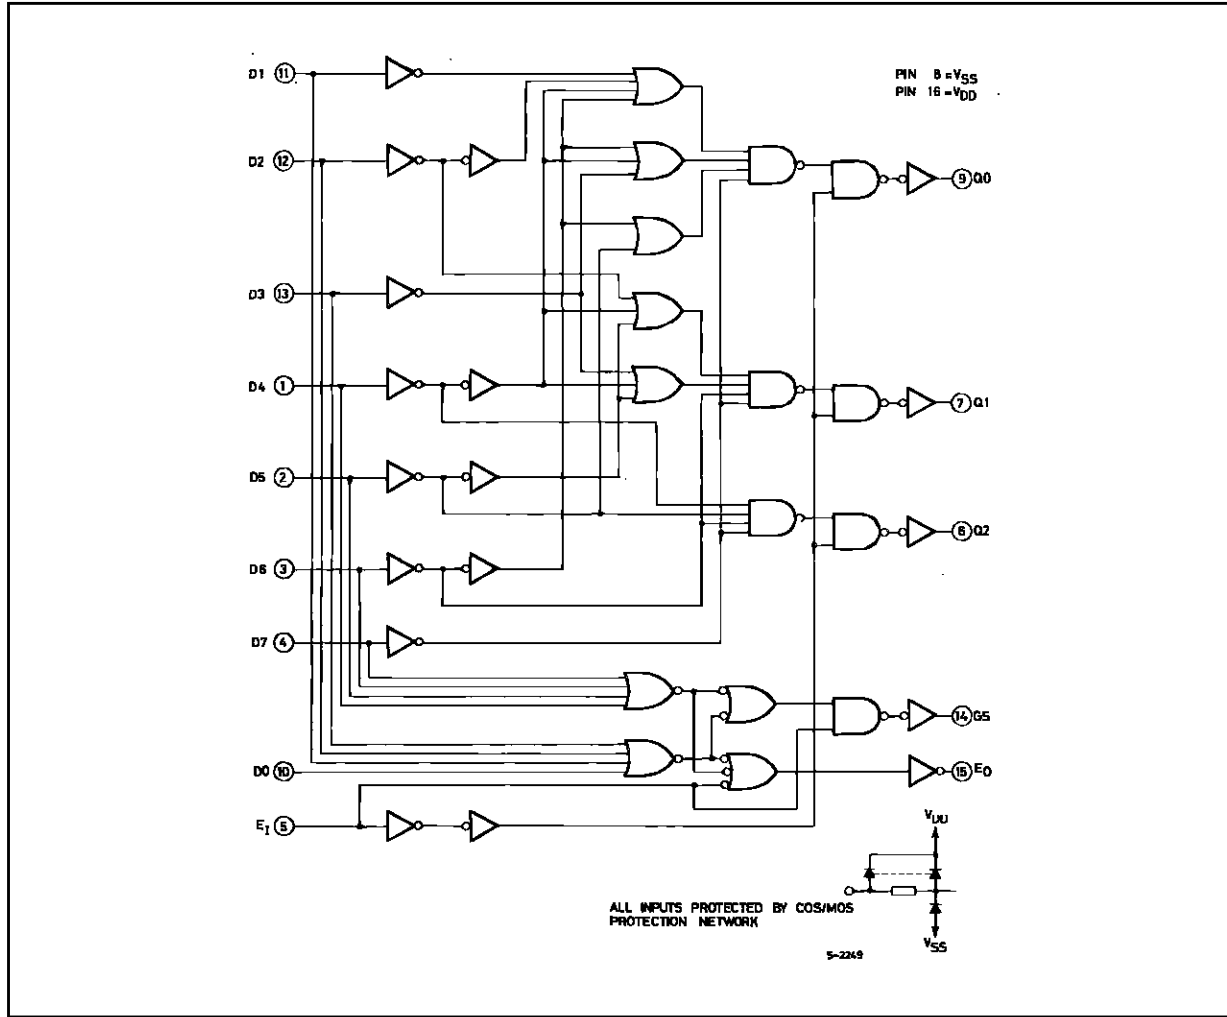 D1 11
PIN 8 = VSS
PIN 16 = VDD
D2 12
9 Q0
D3 13
D4 1
7 Q1
D5 2
6 Q2
D6 3
D7 4
14 GS
D0 10
15 EO
EI 5
VDD
ALL INPUTS PROTECTED BY COS/MOS
PROTECTION NETWORK
VSS
S-2249